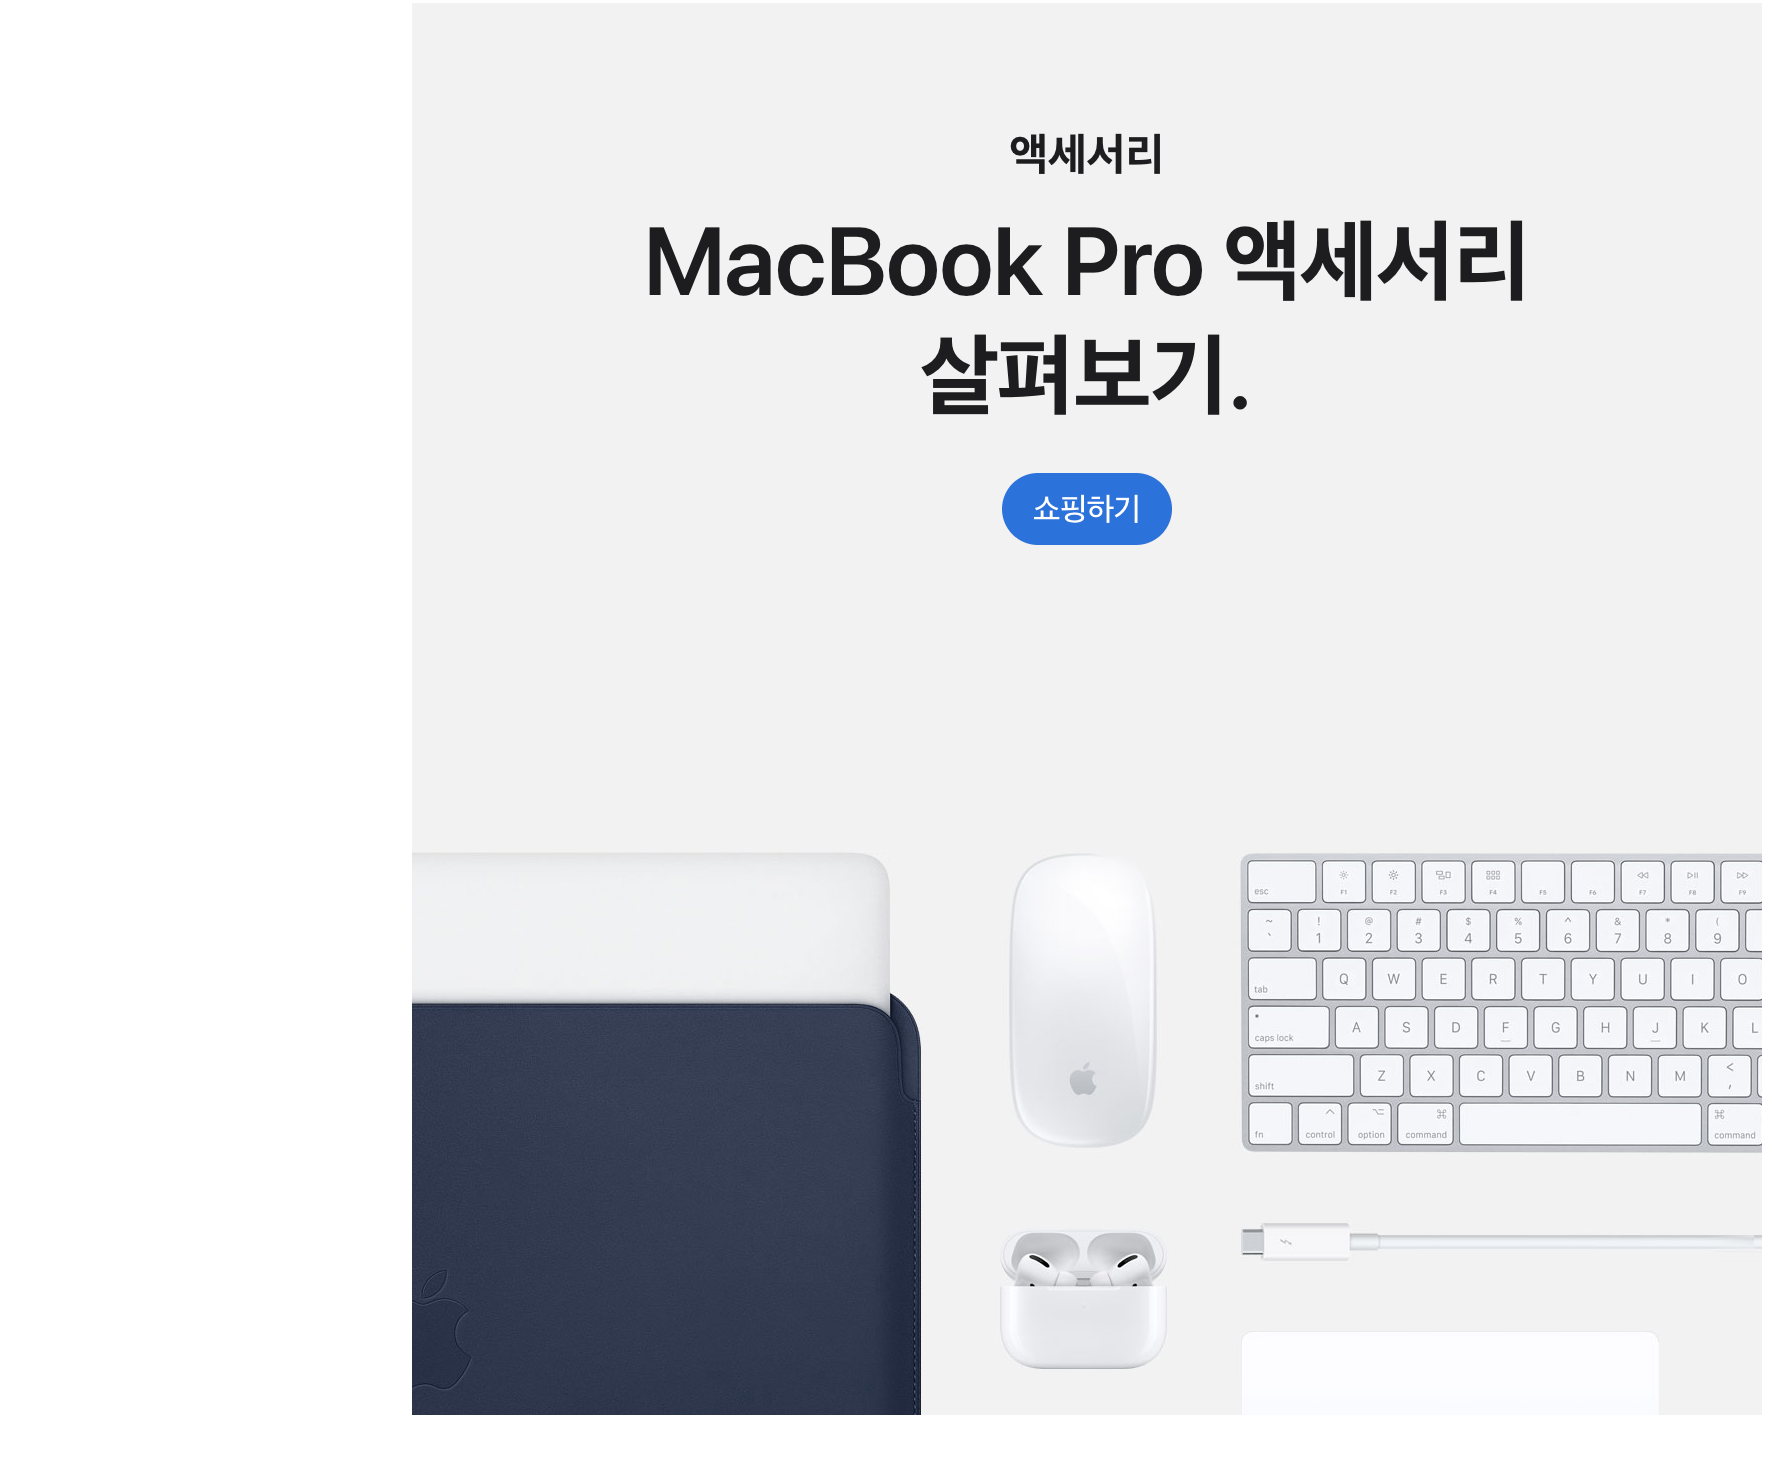 액세서리
MacBook Pro 액세서리
살펴보기.
쇼핑하기
esc F1 F2 F3 F4 F5 F6 F7 F8 F9
~ ! @ # $ % ^ & * (
` 1 2 3 4 5 6 7 8 9
tab Q W E R T Y U I O
caps lock A S D F G H J K L
shift Z X C V B N M < ,
fn control option command ⌘ command